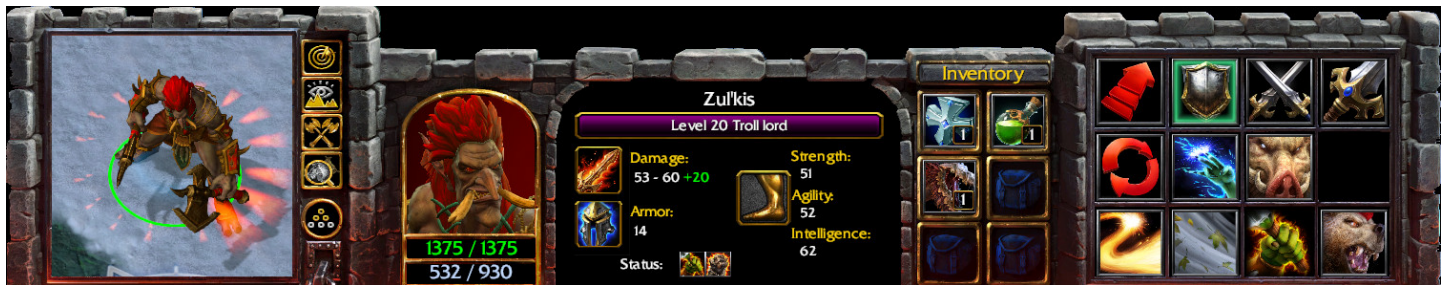 Zul'kis
Level 20 Troll lord
Damage:
53 - 60 +20
Armor:
14
Status:
Strength:
51
Agility:
52
Intelligence:
62
1375 / 1375
532 / 930
Inventory
1
1
1